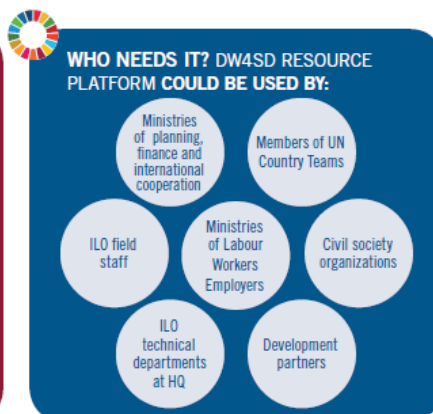 WHO NEEDS IT? DW4SD RESOURCE
PLATFORM COULD BE USED BY:
Ministries
of planning,
finance and
international
cooperation
Members of UN
Country Teams
ILO field
staff
Ministries
of Labour
Workers
Employers
Civil society
organizations
ILO
technical
departments
at HQ
Development
partners